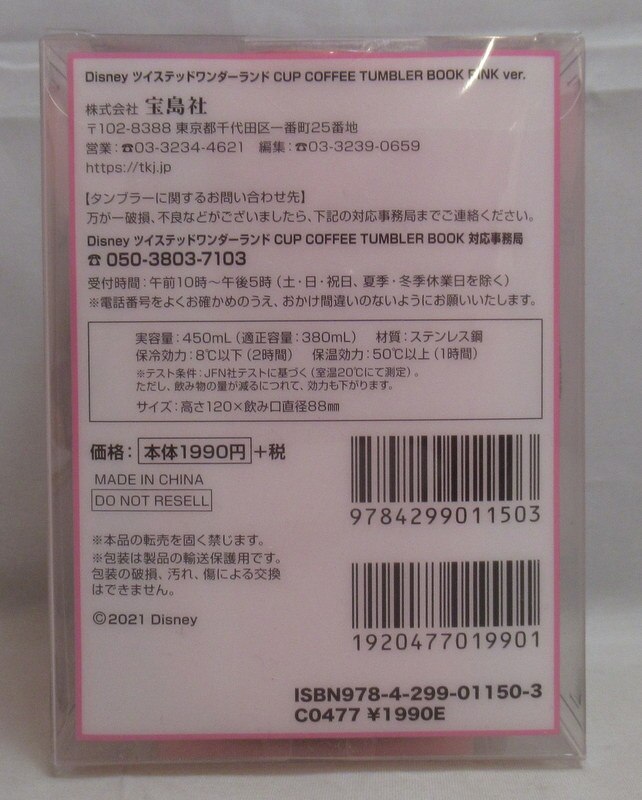 Disney ツイステッドワンダーランド CUP COFFEE TUMBLER BOOK PINK ver.
株式会社 宝島社
〒102-8388 東京都千代田区一番町25番地
営業：☎03-3234-4621　編集：☎03-3239-0659
https://tkj.jp
【タンブラーに関するお問い合わせ先】
万が一破損、不良などがございましたら、下記の対応事務局までご連絡ください。
Disney ツイステッドワンダーランド CUP COFFEE TUMBLER BOOK 対応事務局
☎ 050-3803-7103
受付時間：午前10時～午後5時（土・日・祝日、夏季・冬季休業日を除く）
※電話番号をよくお確かめのうえ、おかけ間違いのないようにお願いいたします。
実容量：450mL（適正容量：380mL）　材質：ステンレス鋼
保冷効力：8℃以下（2時間）　保温効力：50℃以上（1時間）
※テスト条件：JFN社テストに基づく（室温20℃にて測定）。
ただし、飲み物の量が減るにつれて、効力も下がります。
サイズ：高さ120×飲み口直径88㎜
価格：本体1990円+税
MADE IN CHINA
DO NOT RESELL
9784299011503
※本品の転売を固く禁じます。
※包装は製品の輸送保護用です。
包装の破損、汚れ、傷による交換
はできません。
©2021 Disney
1920477019901
ISBN978-4-299-01150-3
C0477 ¥1990E